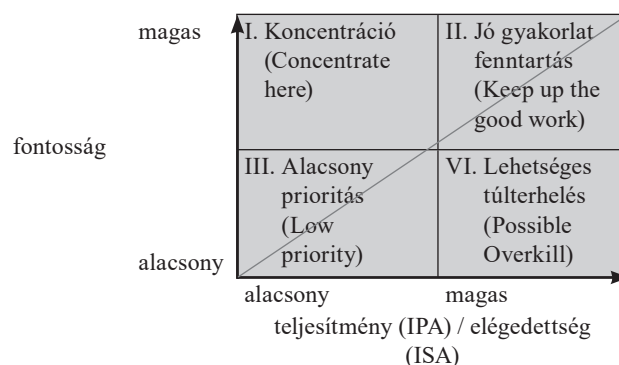 magas
I. Koncentráció
(Concentrate
here)
II. Jó gyakorlat
fenntartás
(Keep up the
good work)
fontosság
III. Alacsony
prioritás
(Low
priority)
VI. Lehetséges
túlterhelés
(Possible
Overkill)
alacsony
alacsony
magas
teljesítmény (IPA) / elégedettség
(ISA)